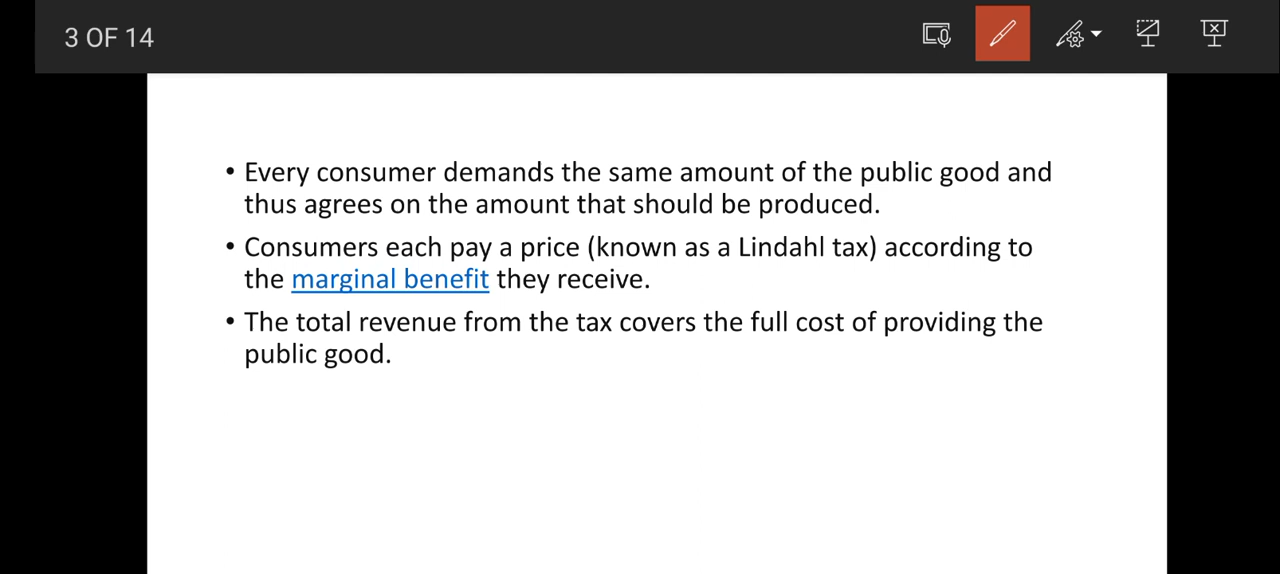 3 OF 14
• Every consumer demands the same amount of the public good and
thus agrees on the amount that should be produced.
• Consumers each pay a price (known as a Lindahl tax) according to
the marginal benefit they receive.
• The total revenue from the tax covers the full cost of providing the
public good.